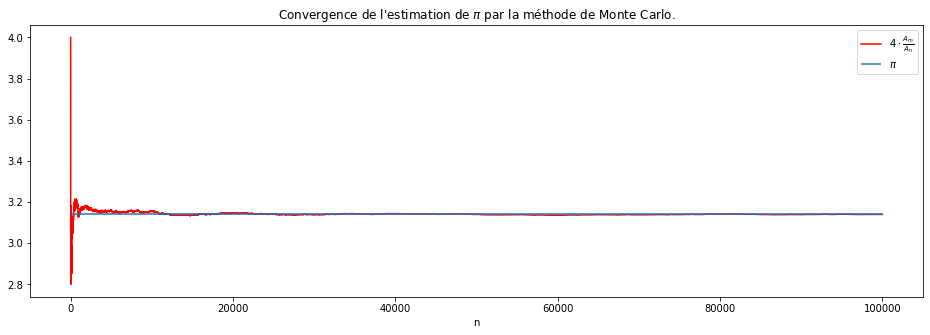 Convergence de l'estimation de π par la méthode de Monte Carlo.
4 · A_m/A_n
π
4.0
3.8
3.6
3.4
3.2
3.0
2.8
0 20000 40000 60000 80000 100000
n